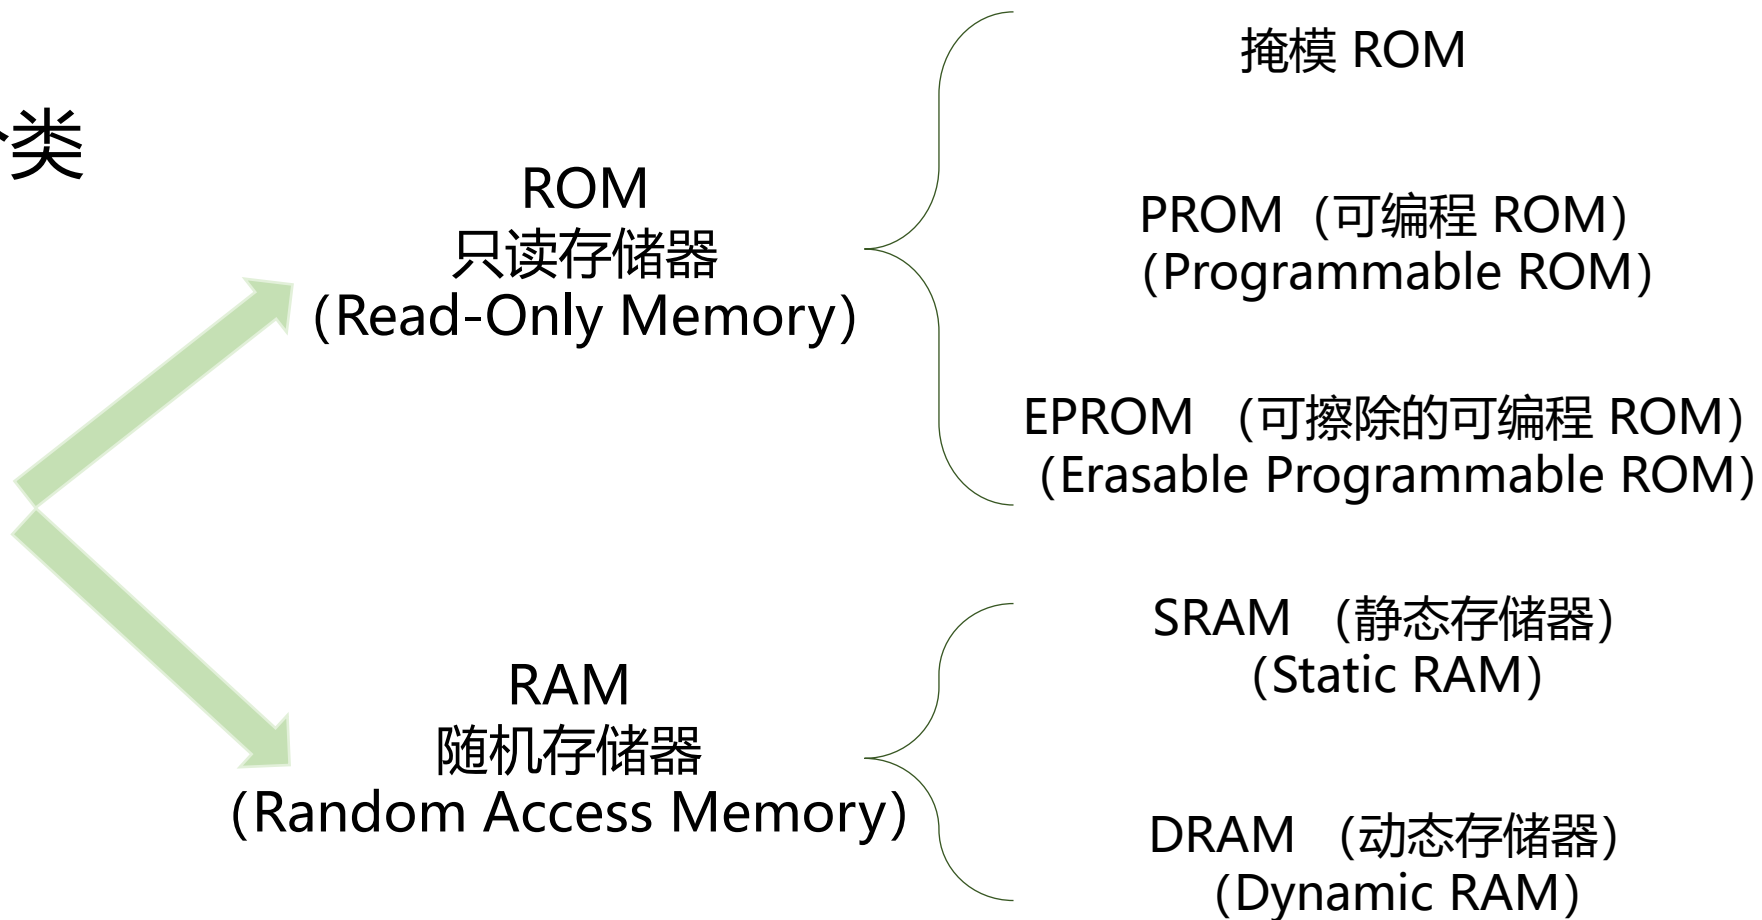 类
ROM
只读存储器
（Read-Only Memory）
掩模 ROM
PROM（可编程 ROM）
（Programmable ROM）
EPROM （可擦除的可编程 ROM）
（Erasable Programmable ROM）
RAM
随机存储器
（Random Access Memory）
SRAM （静态存储器）
（Static RAM）
DRAM （动态存储器）
（Dynamic RAM）